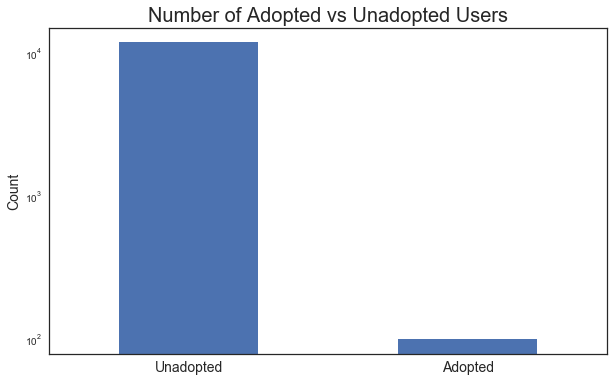 Number of Adopted vs Unadopted Users
Count
10⁴
10³
10²
Unadopted Adopted